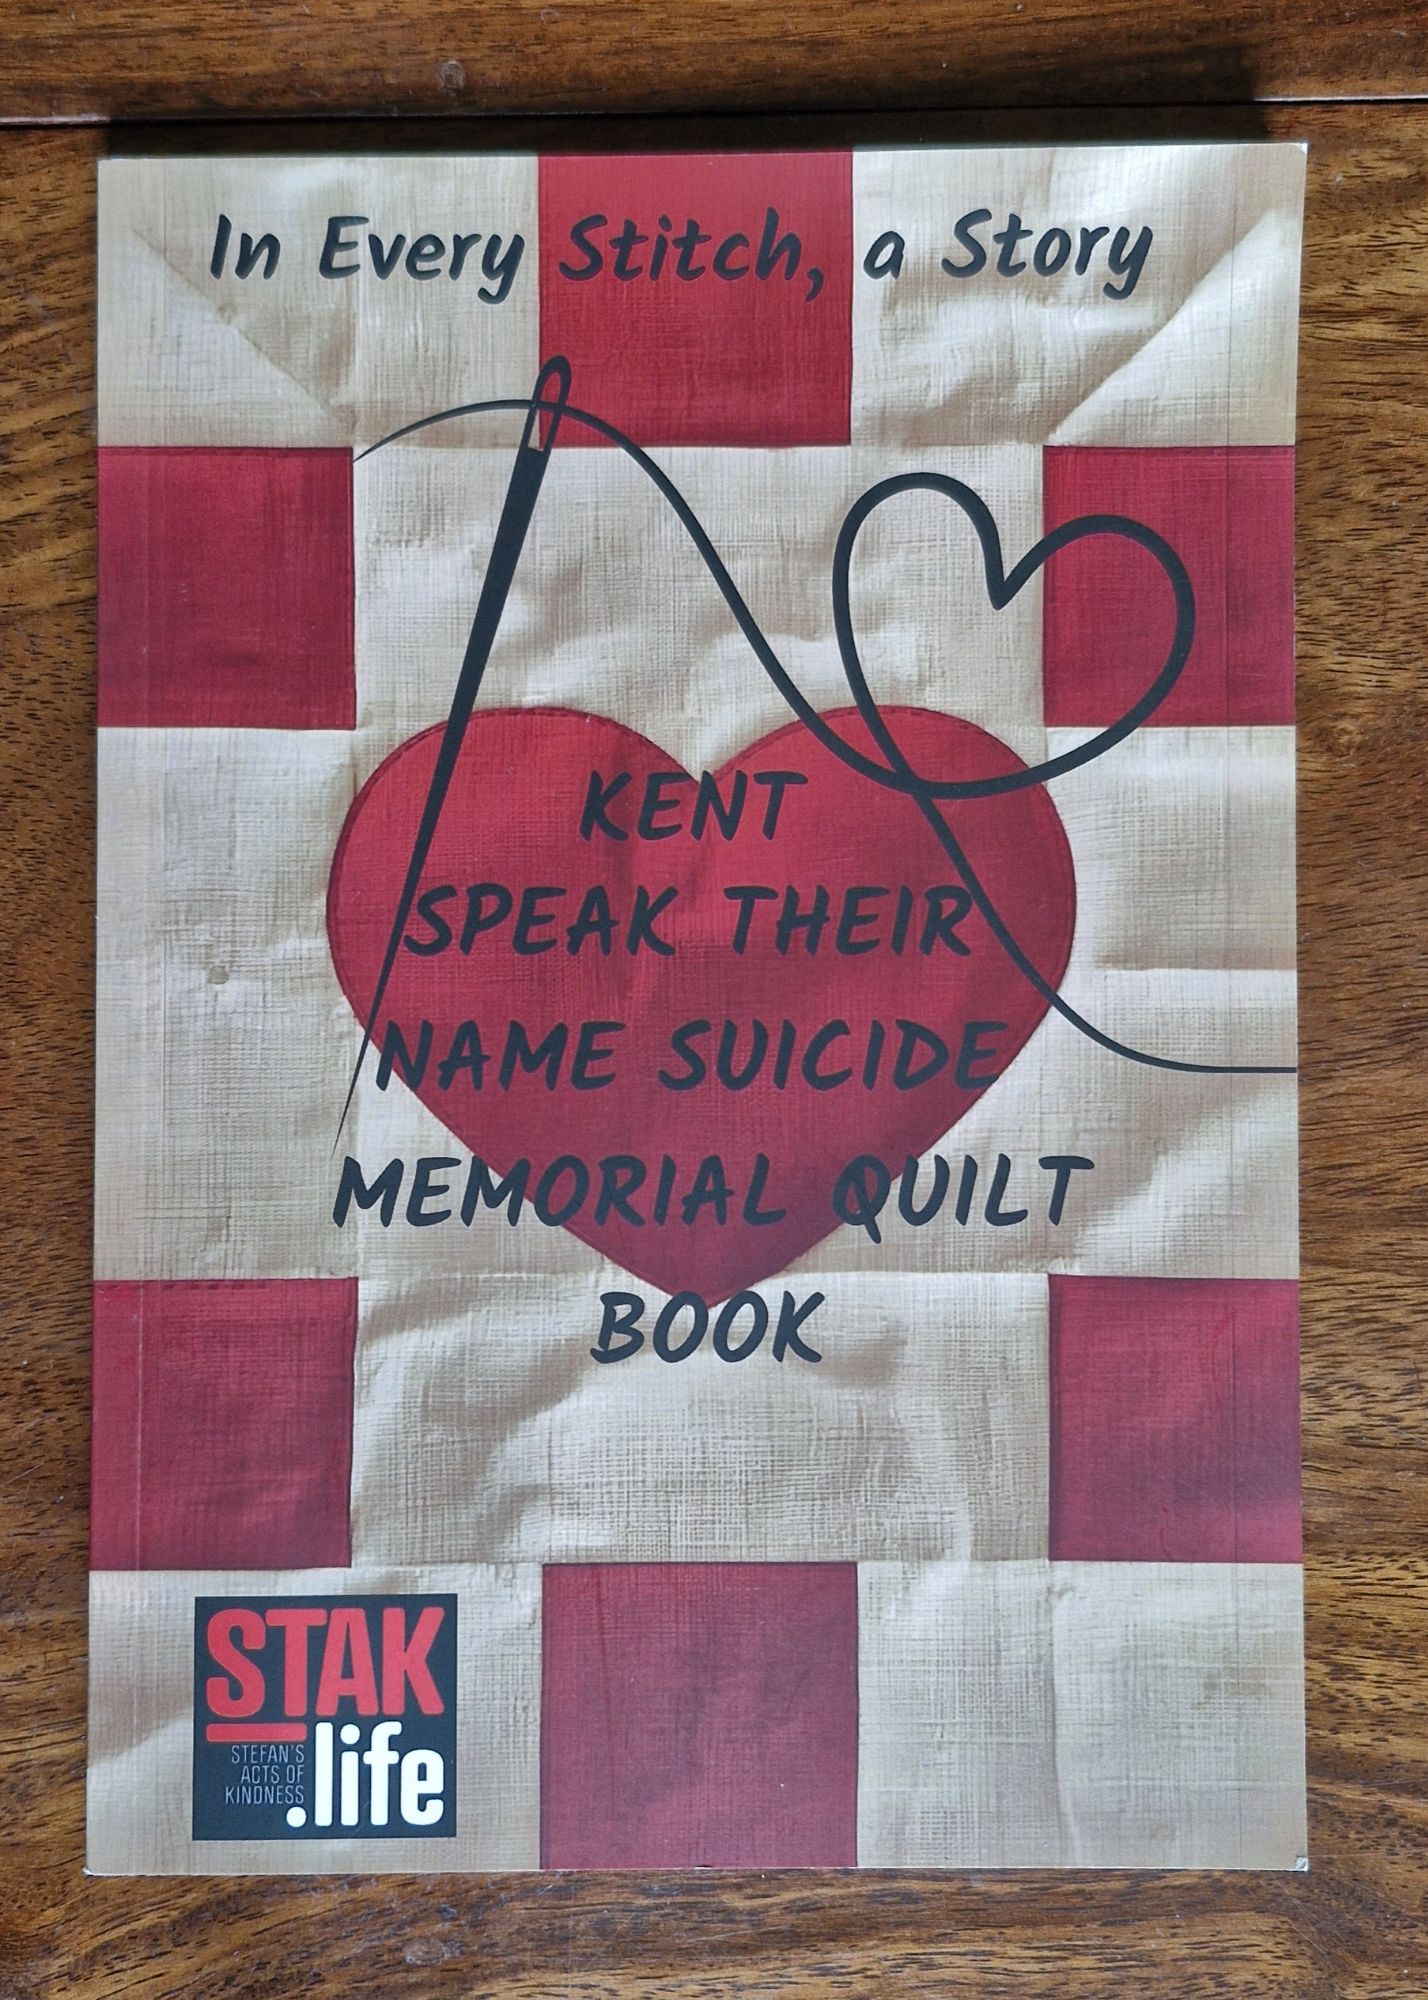 In Every Stitch, a Story
KENT
SPEAK THEIR
NAME SUICIDE
MEMORIAL QUILT
BOOK
STAK
STEFAN'S
ACTS OF
KINDNESS
.life